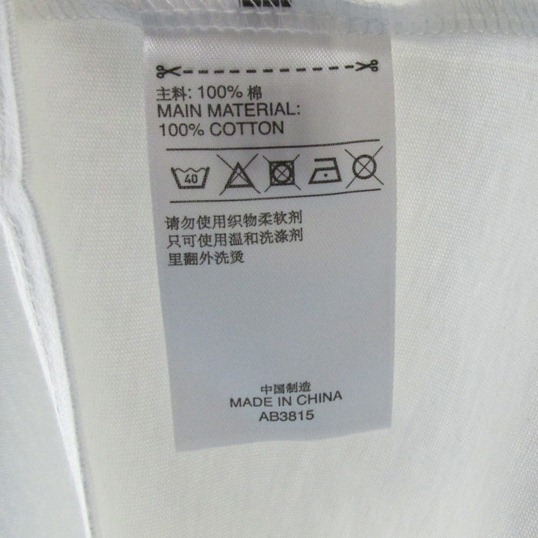 主料: 100% 棉
MAIN MATERIAL:
100% COTTON
40
请勿使用织物柔软剂
只可使用温和洗涤剂
里翻外洗烫
中国制造
MADE IN CHINA
AB3815